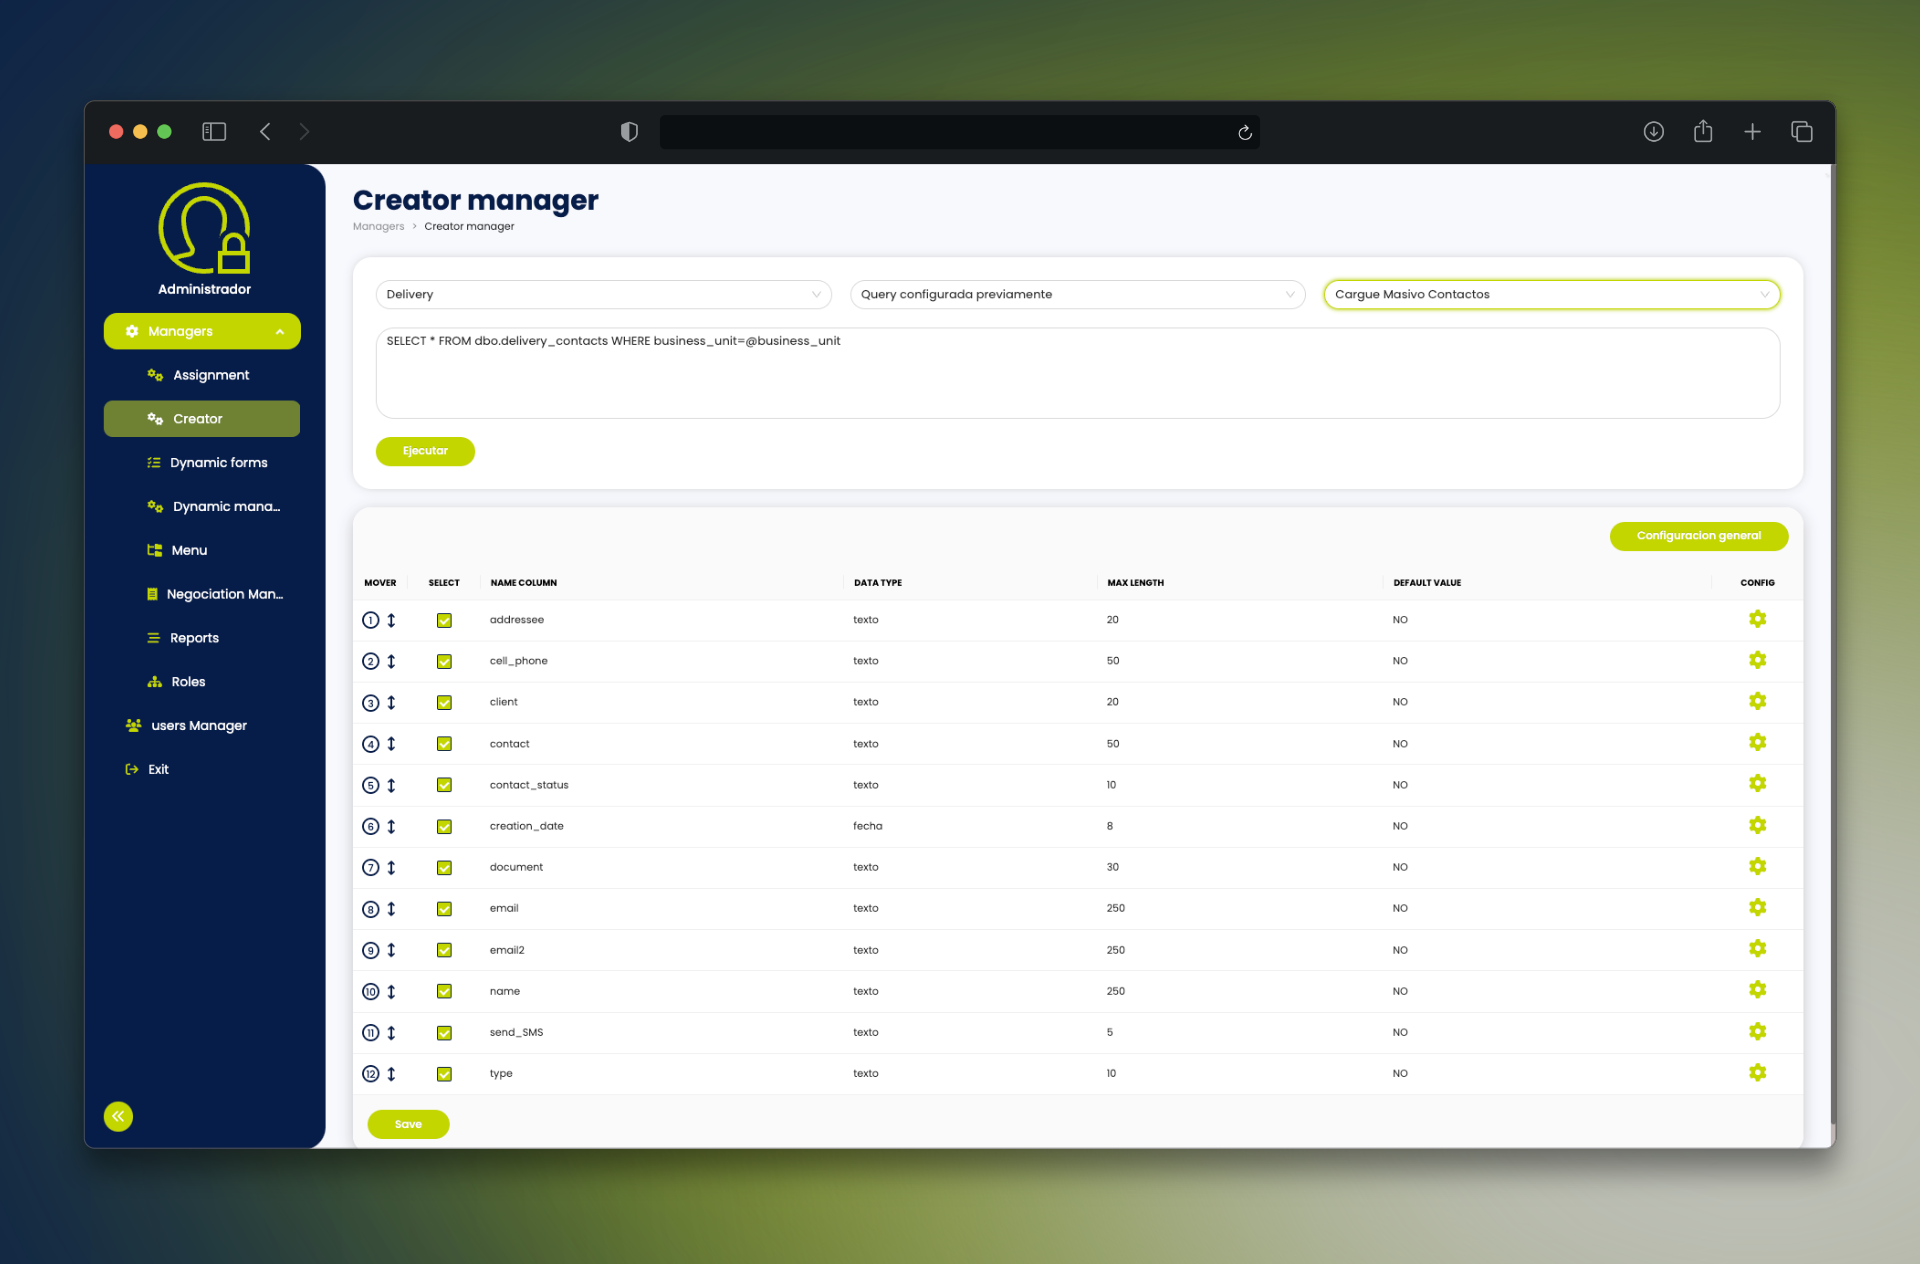 Creator manager
Managers > Creator manager
Administrador
Managers
Assignment
Creator
Dynamic forms
Dynamic mana...
Menu
Negociation Man...
Reports
Roles
users Manager
Exit
Delivery
Query configurada previamente
Cargue Masivo Contactos
SELECT * FROM dbo.delivery_contacts WHERE business_unit=@business_unit
Ejecutar
Configuracion general
MOVER SELECT NAME COLUMN DATA TYPE MAX LENGTH DEFAULT VALUE CONFIG
1 addressee texto 20 NO
2 cell_phone texto 50 NO
3 client texto 20 NO
4 contact texto 50 NO
5 contact_status texto 10 NO
6 creation_date fecha 8 NO
7 document texto 30 NO
8 email texto 250 NO
9 email2 texto 250 NO
10 name texto 250 NO
11 send_SMS texto 5 NO
12 type texto 10 NO
Save